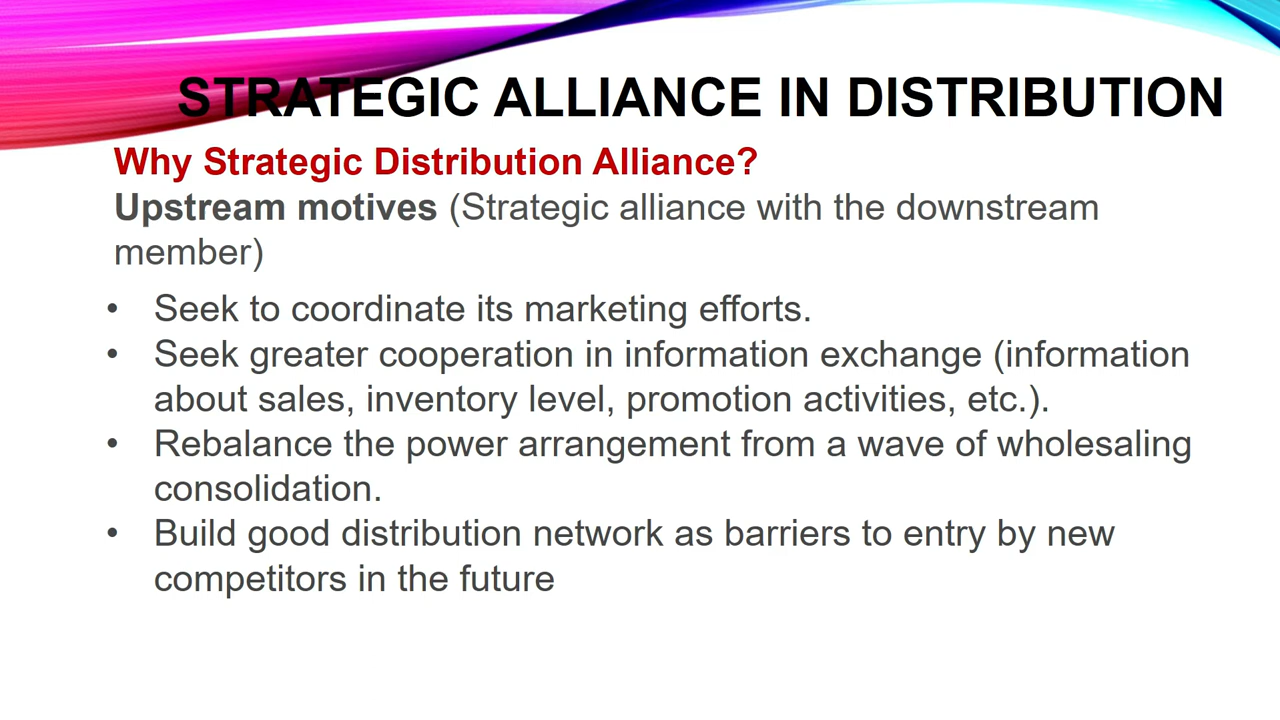 STRATEGIC ALLIANCE IN DISTRIBUTION
Why Strategic Distribution Alliance?
Upstream motives (Strategic alliance with the downstream
member)
• Seek to coordinate its marketing efforts.
• Seek greater cooperation in information exchange (information
about sales, inventory level, promotion activities, etc.).
• Rebalance the power arrangement from a wave of wholesaling
consolidation.
• Build good distribution network as barriers to entry by new
competitors in the future